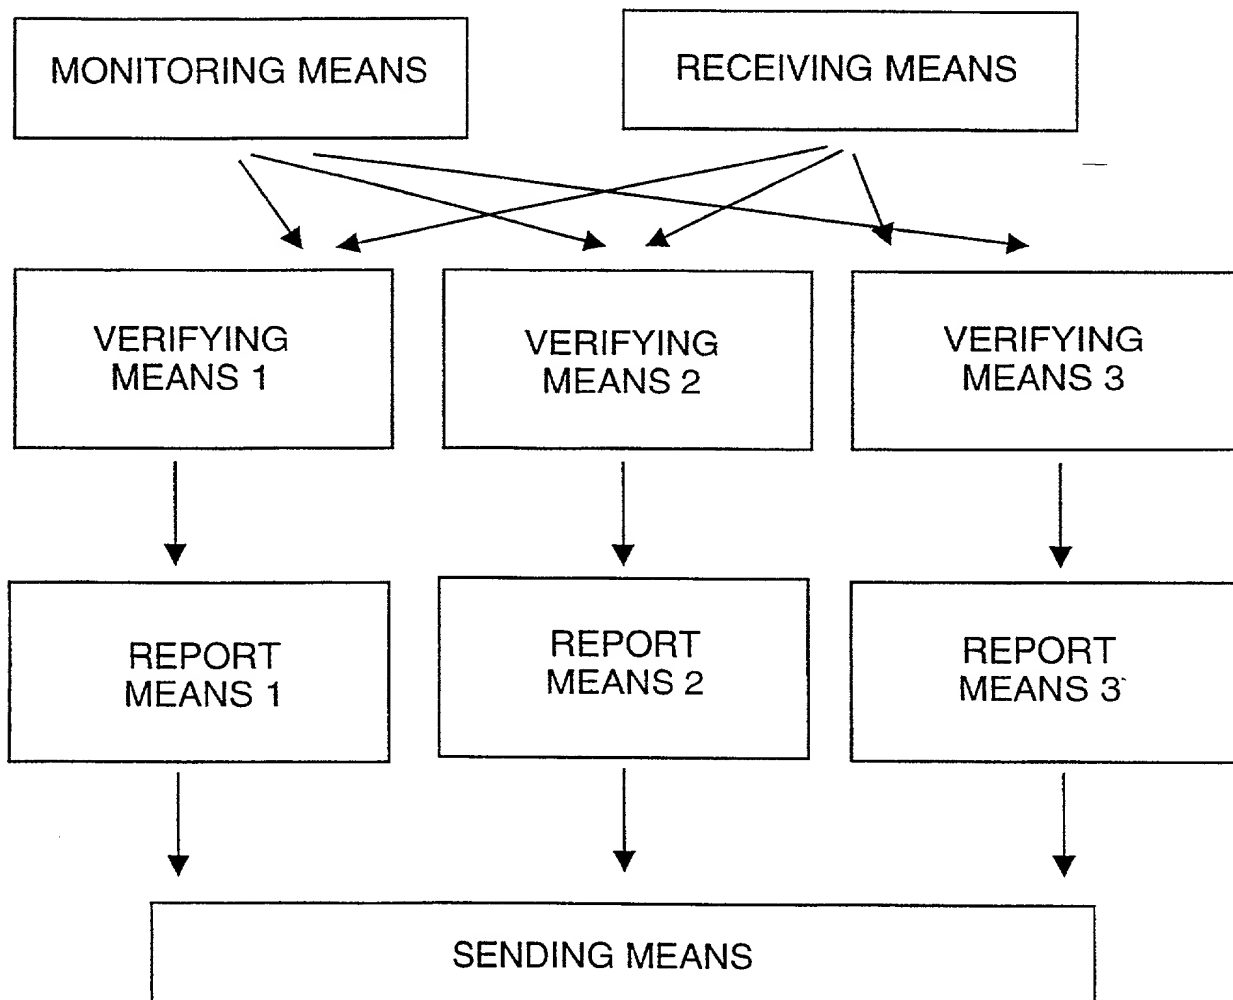 MONITORING MEANS
RECEIVING MEANS
VERIFYING
MEANS 1
VERIFYING
MEANS 2
VERIFYING
MEANS 3
REPORT
MEANS 1
REPORT
MEANS 2
REPORT
MEANS 3
SENDING MEANS